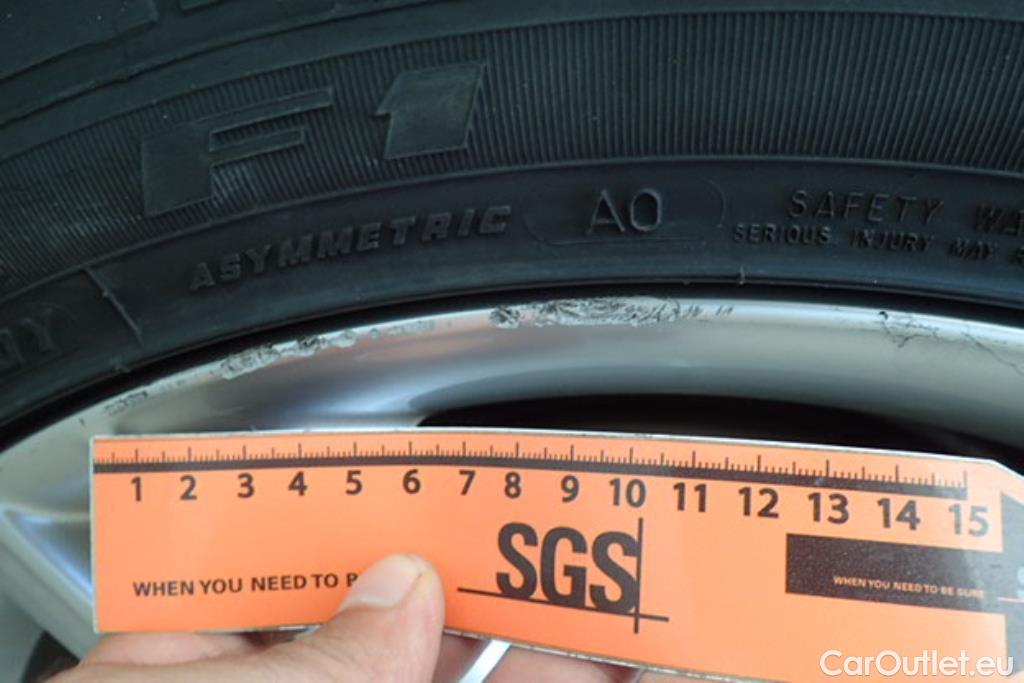 F1
ASYMMETRIC AO SAFETY
SERIOUS INJURY MAY
1 2 3 4 5 6 7 8 9 10 11 12 13 14 15
SGS
WHEN YOU NEED TO
WHEN YOU NEED TO BE SURE
CarOutlet.eu